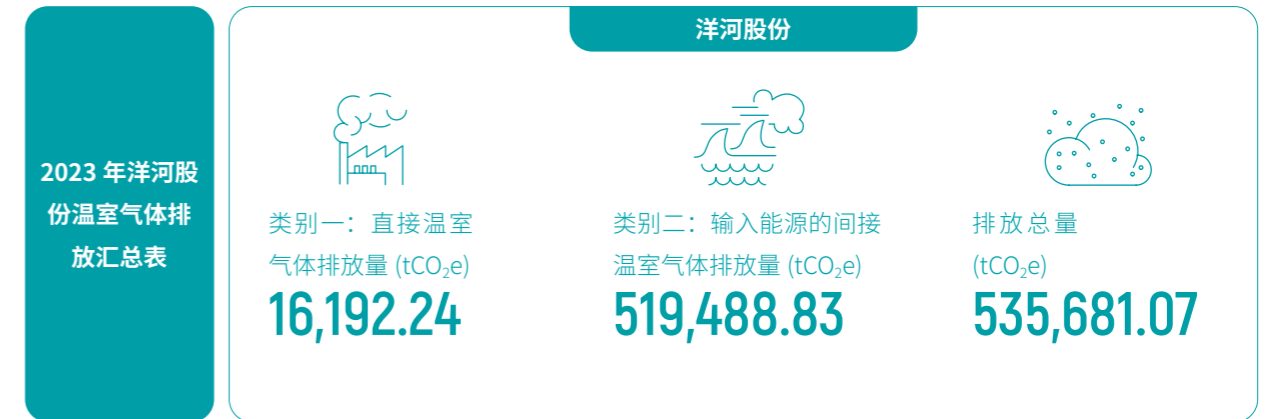 2023 年洋河股
份温室气体排
放汇总表
洋河股份
类别一：直接温室
气体排放量 (tCO₂e)
16,192.24
类别二：输入能源的间接
温室气体排放量 (tCO₂e)
519,488.83
排放总量
(tCO₂e)
535,681.07